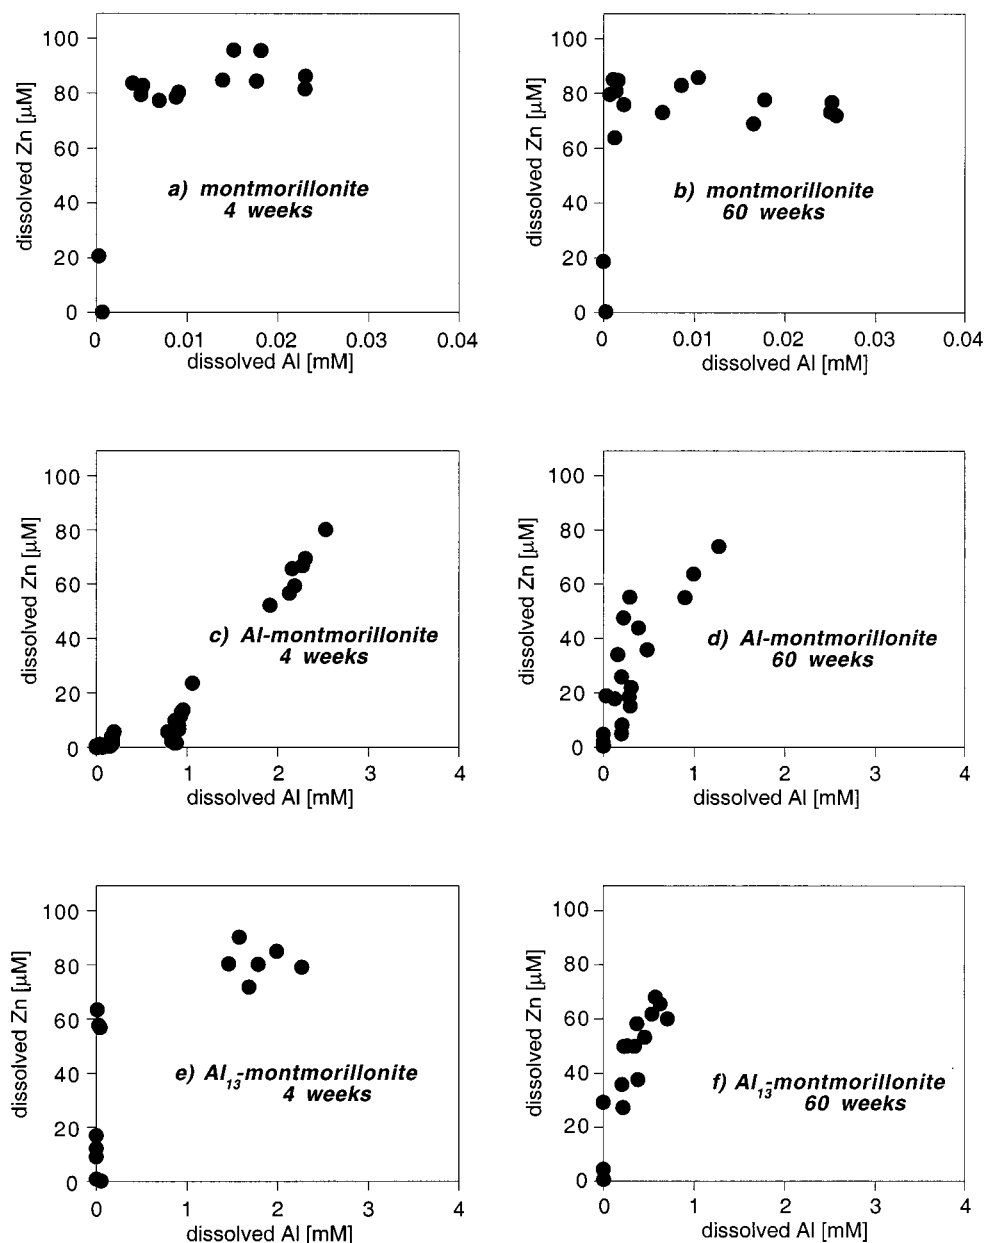 100
80
60
40
20
0
dissolved Zn [µM]
a) montmorillonite
4 weeks
0 0.01 0.02 0.03 0.04
dissolved Al [mM]
100
80
60
40
20
0
dissolved Zn [µM]
b) montmorillonite
60 weeks
0 0.01 0.02 0.03 0.04
dissolved Al [mM]
100
80
60
40
20
0
dissolved Zn [µM]
c) Al-montmorillonite
4 weeks
0 1 2 3 4
dissolved Al [mM]
100
80
60
40
20
0
dissolved Zn [µM]
d) Al-montmorillonite
60 weeks
0 1 2 3 4
dissolved Al [mM]
100
80
60
40
20
0
dissolved Zn [µM]
e) Al13-montmorillonite
4 weeks
0 1 2 3 4
dissolved Al [mM]
100
80
60
40
20
0
dissolved Zn [µM]
f) Al13-montmorillonite
60 weeks
0 1 2 3 4
dissolved Al [mM]